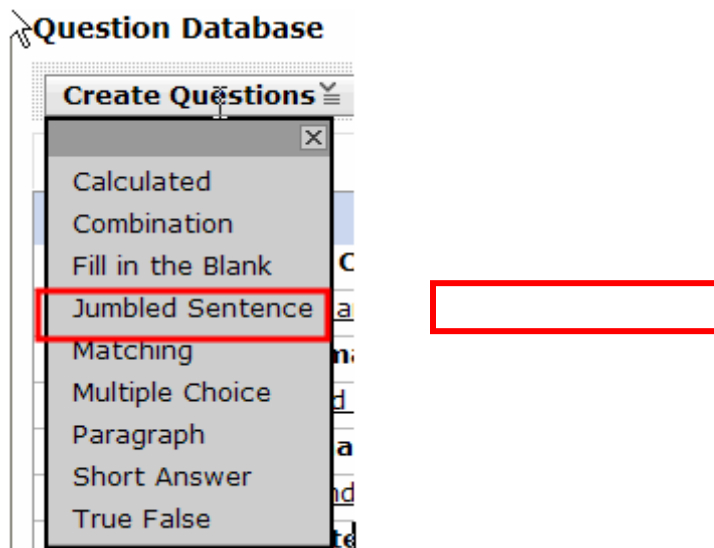 Question Database
Create Questions
Calculated
Combination
Fill in the Blank
Jumbled Sentence
Matching
Multiple Choice
Paragraph
Short Answer
True False